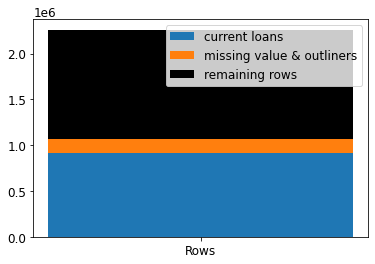 1e6
current loans
missing value & outliners
remaining rows
2.0
1.5
1.0
0.5
0.0
Rows